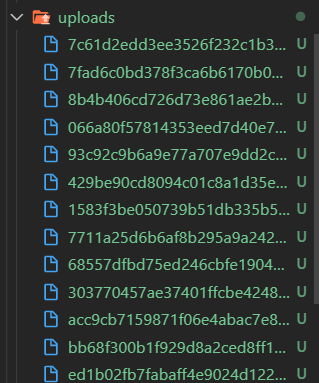 uploads
7c61d2edd3ee3526f232c1b3... U
7fad6c0bd378f3ca6b6170b0... U
8b4b406cd726d73e861ae2b... U
066a80f57814353eed7d40e7... U
93c92c9b6a9e77a707e9dd2c... U
429be90cd8094c01c8a1d35e... U
1583f3be050739b51db335b5... U
7711a25d6b6af8b295a9a242... U
68557dfbd75ed246cbfe1904... U
303770457ae37401ffcbe4248... U
acc9cb7159871f06e4abac7e8... U
bb68f300b1f929d8a2ced8ff1... U
ed1b02fb7fabaff4e9024d122... U